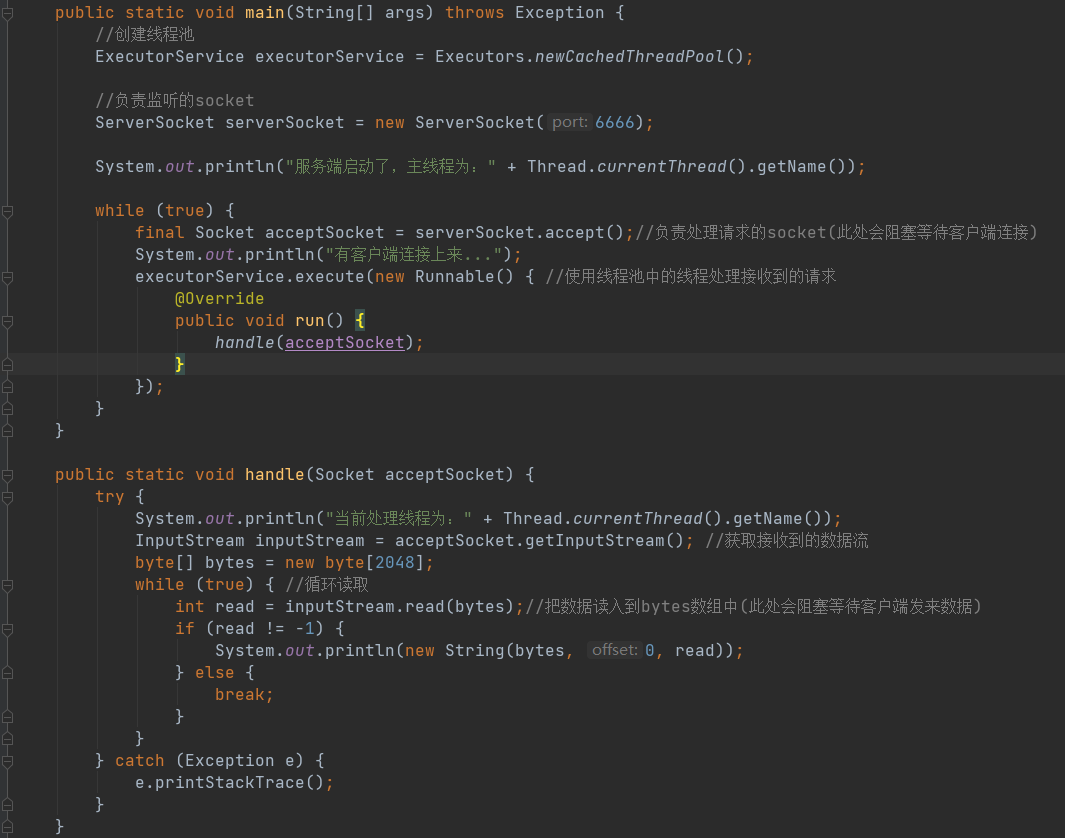 public static void main(String[] args) throws Exception {
//创建线程池
ExecutorService executorService = Executors.newCachedThreadPool();
//负责监听的socket
ServerSocket serverSocket = new ServerSocket( port: 6666);
System.out.println("服务端启动了，主线程为：" + Thread.currentThread().getName());
while (true) {
final Socket acceptSocket = serverSocket.accept();//负责处理请求的socket(此处会阻塞等待客户端连接)
System.out.println("有客户端连接上来...");
executorService.execute(new Runnable() { //使用线程池中的线程处理接收到的请求
@Override
public void run() {
handle(acceptSocket);
}
});
}
}
public static void handle(Socket acceptSocket) {
try {
System.out.println("当前处理线程为：" + Thread.currentThread().getName());
InputStream inputStream = acceptSocket.getInputStream(); //获取接收到的数据流
byte[] bytes = new byte[2048];
while (true) { //循环读取
int read = inputStream.read(bytes);//把数据读入到bytes数组中(此处会阻塞等待客户端发来数据)
if (read != -1) {
System.out.println(new String(bytes, offset: 0, read));
} else {
break;
}
}
} catch (Exception e) {
e.printStackTrace();
}
}